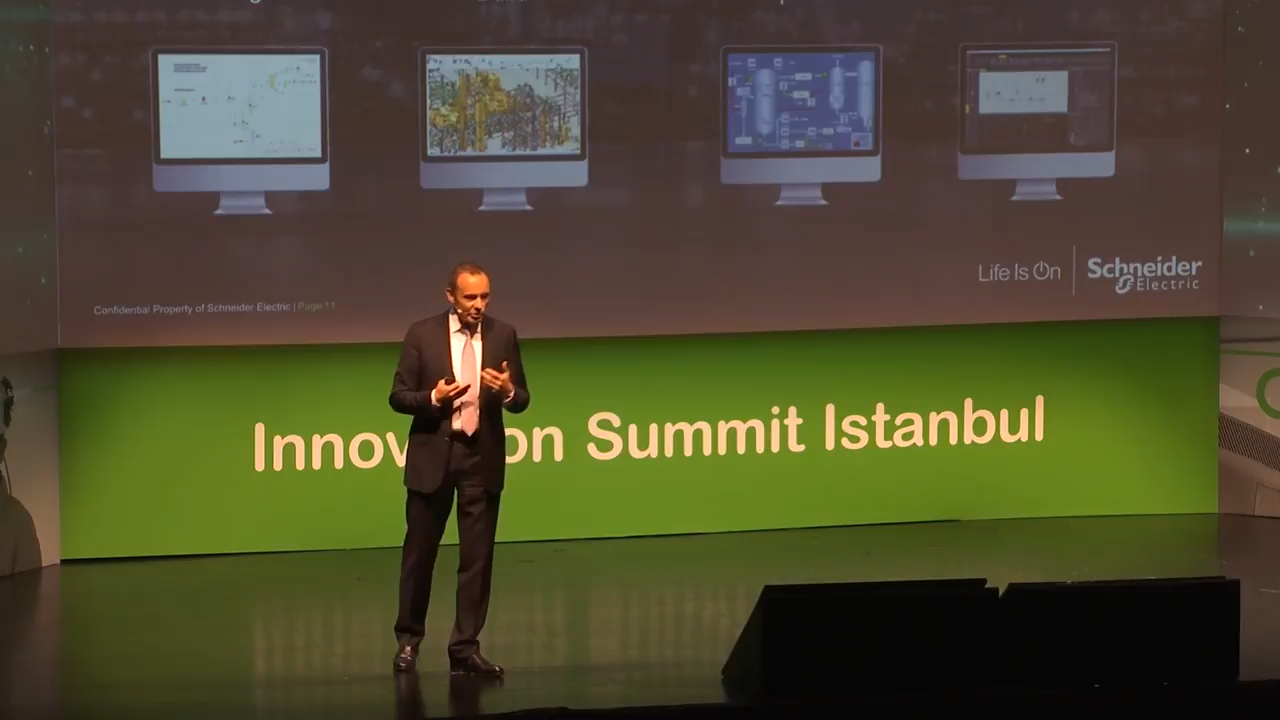 Life Is On
Schneider
Electric
Confidential Property of Schneider Electric | Page 11
Innov on Summit Istanbul